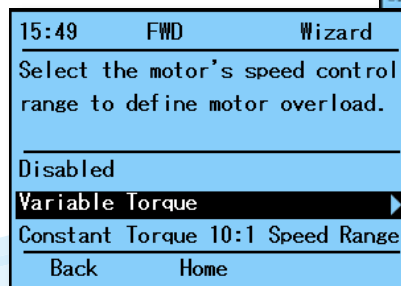 15:49 FWD Wizard
Select the motor's speed control
range to define motor overload.
Disabled
Variable Torque
Constant Torque 10:1 Speed Range
Back Home